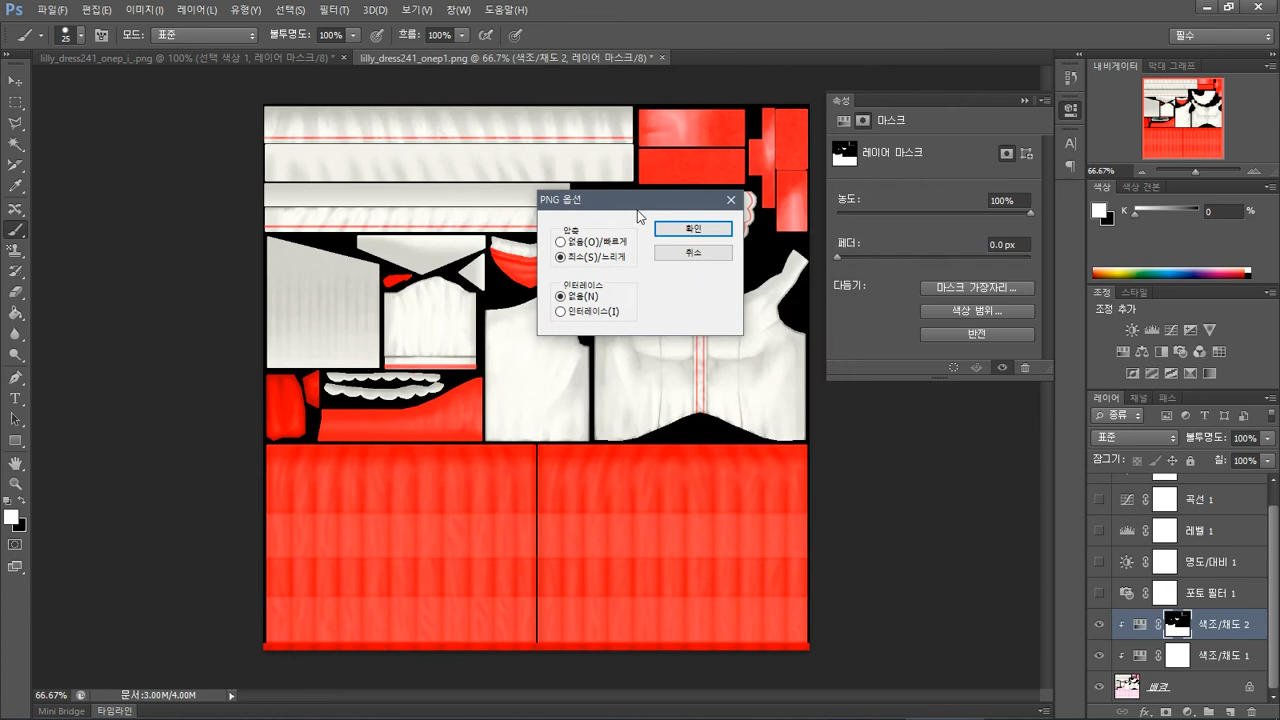 Ps 파일(F) 편집(E) 이미지(I) 레이어(L) 유형(Y) 선택(S) 필터(T) 3D(D) 보기(V) 창(W) 도움말(H)
25 모드: 표준 불투명도: 100% 흐름: 100% 필수
lilly_dress241_onep_i_.png @ 100% (선택 색상 1, 레이어 마스크/8) * × lilly_dress241_onep1.png @ 66.7% (색조/채도 2, 레이어 마스크/8) * ×
내비게이터 막대 그래프
66.67%
색상 색상 견본
K 0 %
조정 스타일
조정 추가
레이어 채널 패스
종류
표준 불투명도: 100%
잠그기: 칠: 100%
곡선 1
레벨 1
명도/대비 1
포토 필터 1
색조/채도 2
색조/채도 1
배경
속성
마스크
레이어 마스크
농도: 100%
페더: 0.0 px
다듬기: 마스크 가장자리...
색상 범위...
반전
PNG 옵션
압축
없음(O)/빠르게
최소(S)/느리게
인터레이스
없음(N)
인터레이스(I)
확인
취소
66.67% 문서:3.00M/4.00M
Mini Bridge 타임라인